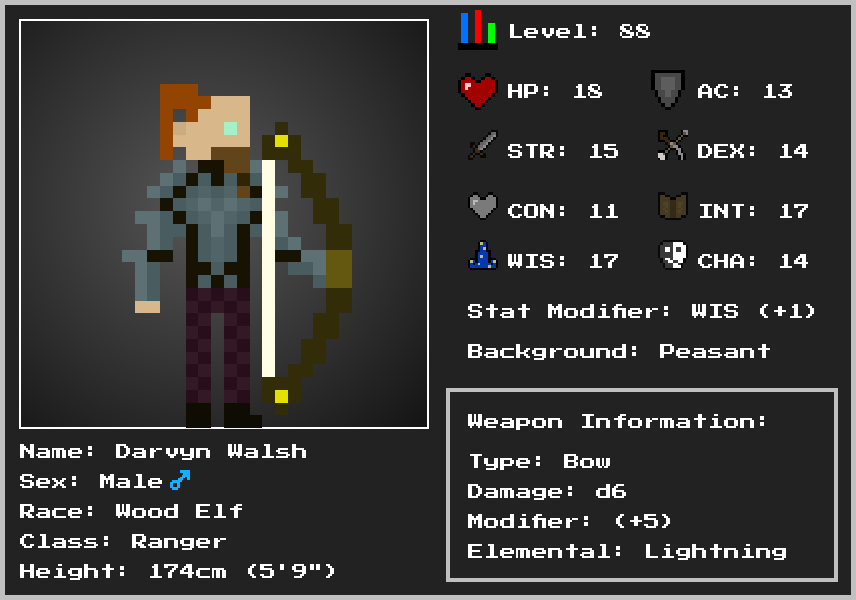 Level: 88
HP: 18 AC: 13
STR: 15 DEX: 14
CON: 11 INT: 17
WIS: 17 CHA: 14
Stat Modifier: WIS (+1)
Background: Peasant
Name: Darvyn Walsh
Sex: Male ♂
Race: Wood Elf
Class: Ranger
Height: 174cm (5'9")
Weapon Information:
Type: Bow
Damage: d6
Modifier: (+5)
Elemental: Lightning